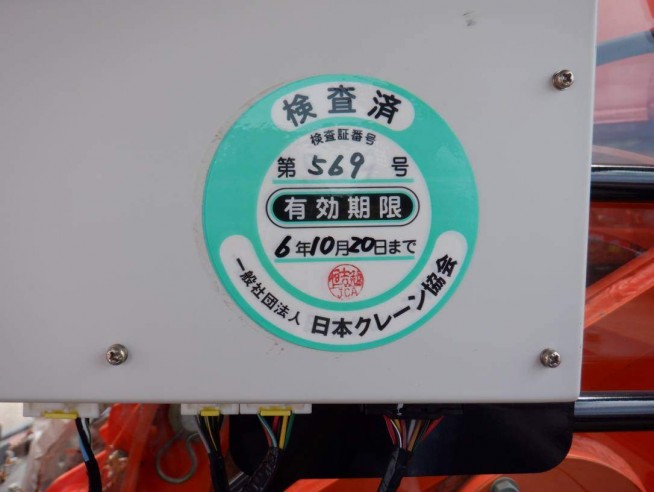 検査済
検査証番号
第 569 号
有効期限
6年10月20日まで
JCA
一般社団法人 日本クレーン協会